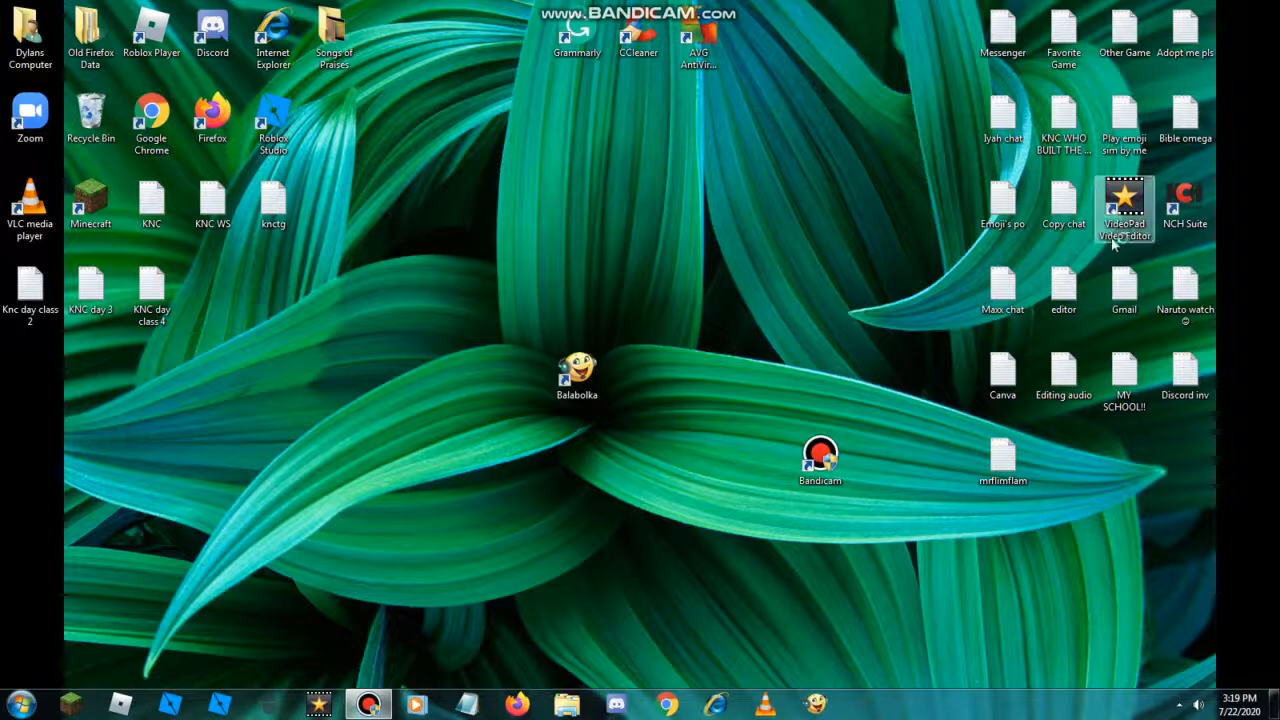 www.BANDICAM.com
Dylans
Computer
Old Firefox
Data
Roblox Player
Discord
Internet
Explorer
Songs of
Praises
Grammarly
CCleaner
AVG
AntiVir...
Messenger
Favorite
Game
Other Game
Adopt me pls
Zoom
Recycle Bin
Google
Chrome
Firefox
Roblox
Studio
Iyah chat
KNC WHO
BUILT THE ...
Play emoji
sim by me
Bible omega
VLC media
player
Minecraft
KNC
KNC WS
knct3
Emoji's po
Copy chat
VideoPad
Video Editor
NCH Suite
Knc day class
2
KNC day 3
KNC day
class 4
Maxx chat
editor
Gmail
Naruto watch
☺
Balabolka
Canva
Editing audio
MY
SCHOOL!!
Discord inv
Bandicam
mrflimflam
3:19 PM
7/22/2020